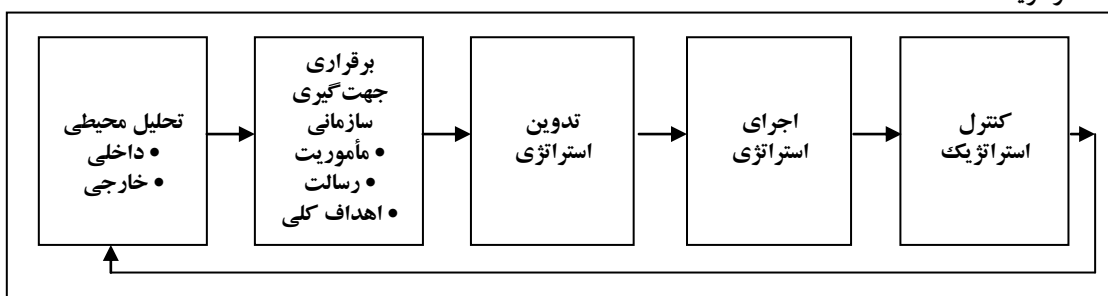 تحلیل محیطی
• داخلی
• خارجی
برقراری
جهت‌گیری
سازمانی
• مأموریت
• رسالت
• اهداف کلی
تدوین
استراتژی
اجرای
استراتژی
کنترل
استراتژیک